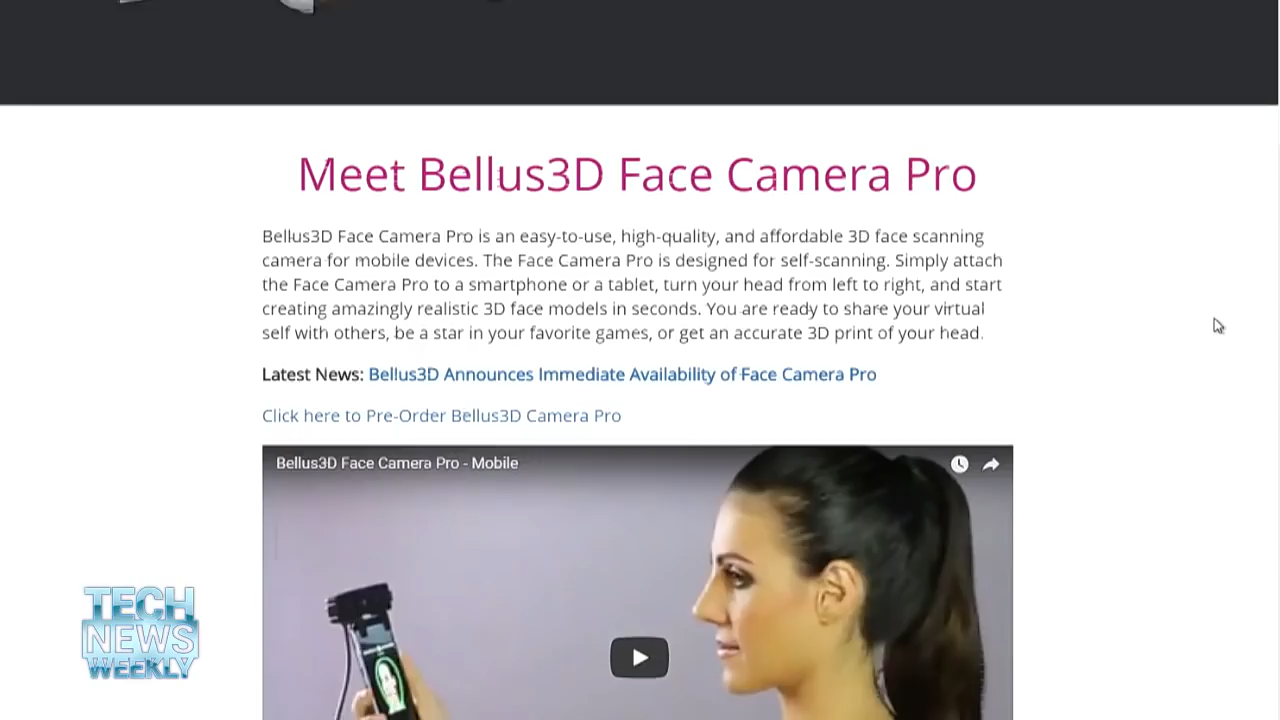 Meet Bellus3D Face Camera Pro
Bellus3D Face Camera Pro is an easy-to-use, high-quality, and affordable 3D face scanning
camera for mobile devices. The Face Camera Pro is designed for self-scanning. Simply attach
the Face Camera Pro to a smartphone or a tablet, turn your head from left to right, and start
creating amazingly realistic 3D face models in seconds. You are ready to share your virtual
self with others, be a star in your favorite games, or get an accurate 3D print of your head.
Latest News: Bellus3D Announces Immediate Availability of Face Camera Pro
Click here to Pre-Order Bellus3D Camera Pro
Bellus3D Face Camera Pro - Mobile
TECH
NEWS
WEEKLY